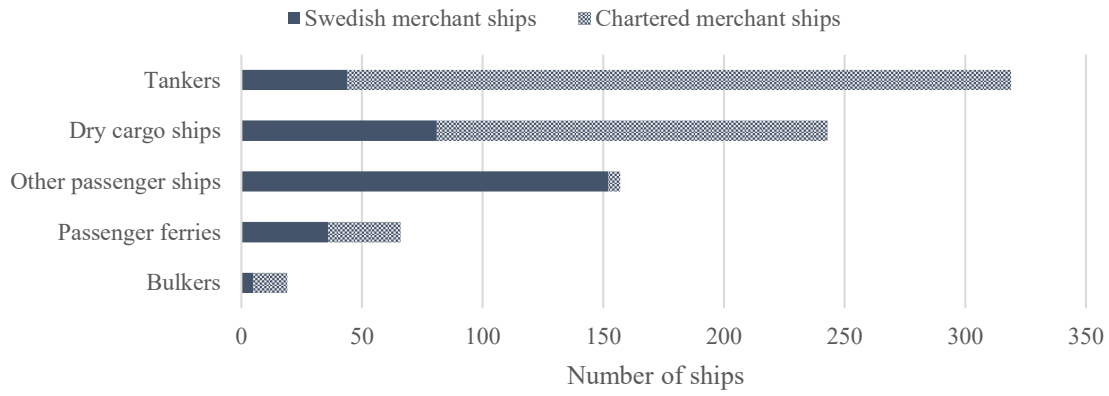 Swedish merchant ships Chartered merchant ships
Tankers
Dry cargo ships
Other passenger ships
Passenger ferries
Bulkers
0 50 100 150 200 250 300 350
Number of ships